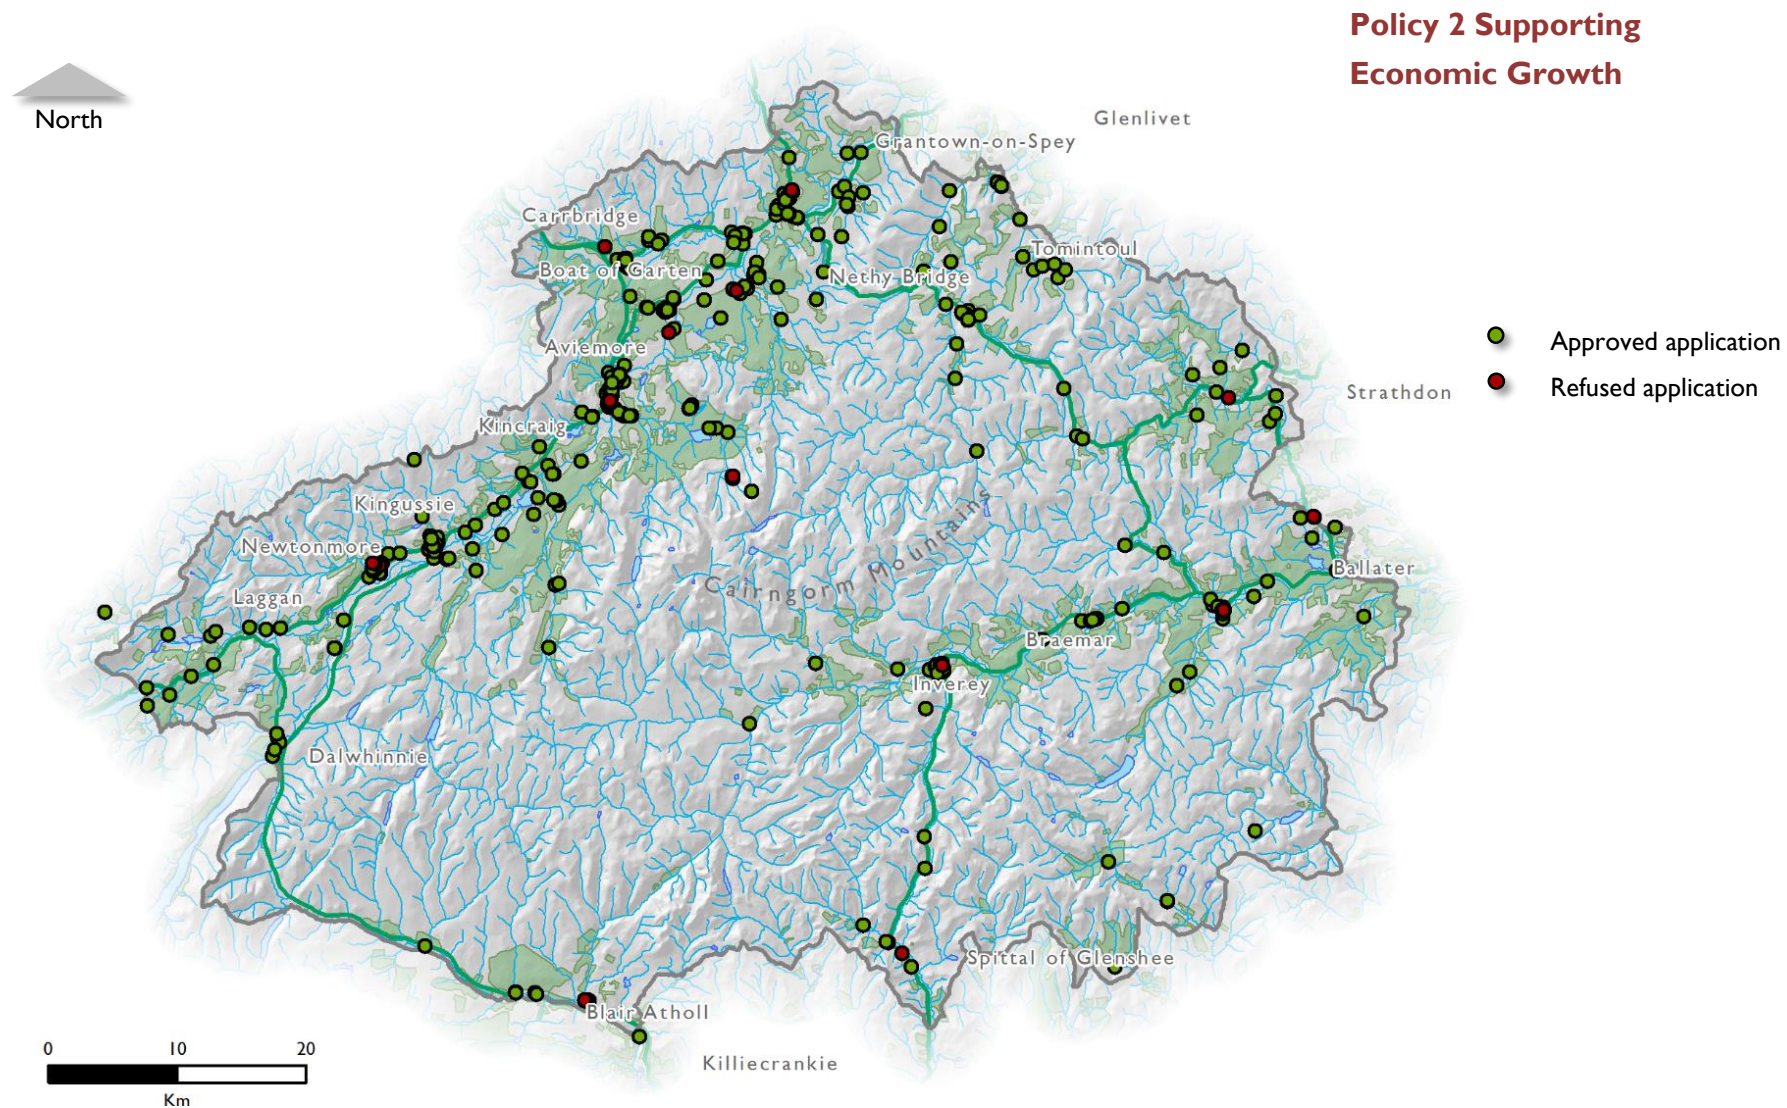 Policy 2 Supporting
Economic Growth
North
Glenlivet
Grantown-on-Spey
Carrbridge
Tomintoul
Boat of Garten
Nethy Bridge
Aviemore
Approved application
Refused application
Strathdon
Kincraig
Kingussie
Cairngorm Mountains
Newtonmore
Ballater
Laggan
Braemar
Inverey
Dalwhinnie
Spittal of Glenshee
Blair Atholl
Killiecrankie
0 10 20
Km